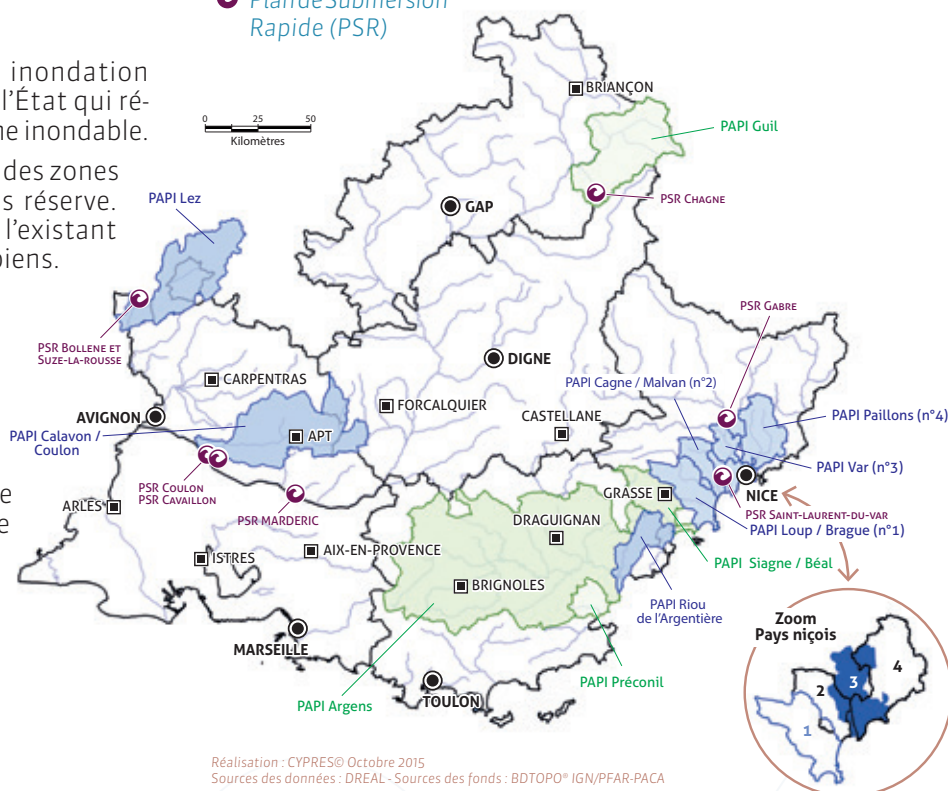 Plan de Submersion
Rapide (PSR)
inondation
l'État qui ré-
ne inondable.
des zones
s réserve.
l'existant
biens.
e
e
0 25 50
Kilomètres
BRIANÇON
PAPI Guil
PSR CHAGNE
GAP
PAPI Lez
PSR BOLLENE ET
SUZE-LA-ROUSSE
PSR GABRE
DIGNE
CARPENTRAS
PAPI Cagne / Malvan (n°2)
FORCALQUIER
AVIGNON
CASTELLANE
PAPI Paillons (n°4)
PAPI Calavon /
Coulon
APT
PAPI Var (n°3)
PSR COULON
PSR CAVAILLON
GRASSE
NICE
ARLES
PSR MARDERIC
PSR SAINT-LAURENT-DU-VAR
DRAGUIGNAN
PAPI Loup / Brague (n°1)
AIX-EN-PROVENCE
ISTRES
PAPI Siagne / Béal
BRIGNOLES
PAPI Riou
de l'Argentière
Zoom
Pays niçois
MARSEILLE
4
3
2
1
PAPI Préconil
TOULON
PAPI Argens
Réalisation : CYPRES© Octobre 2015
Sources des données : DREAL - Sources des fonds : BDTOPO® IGN/PFAR-PACA